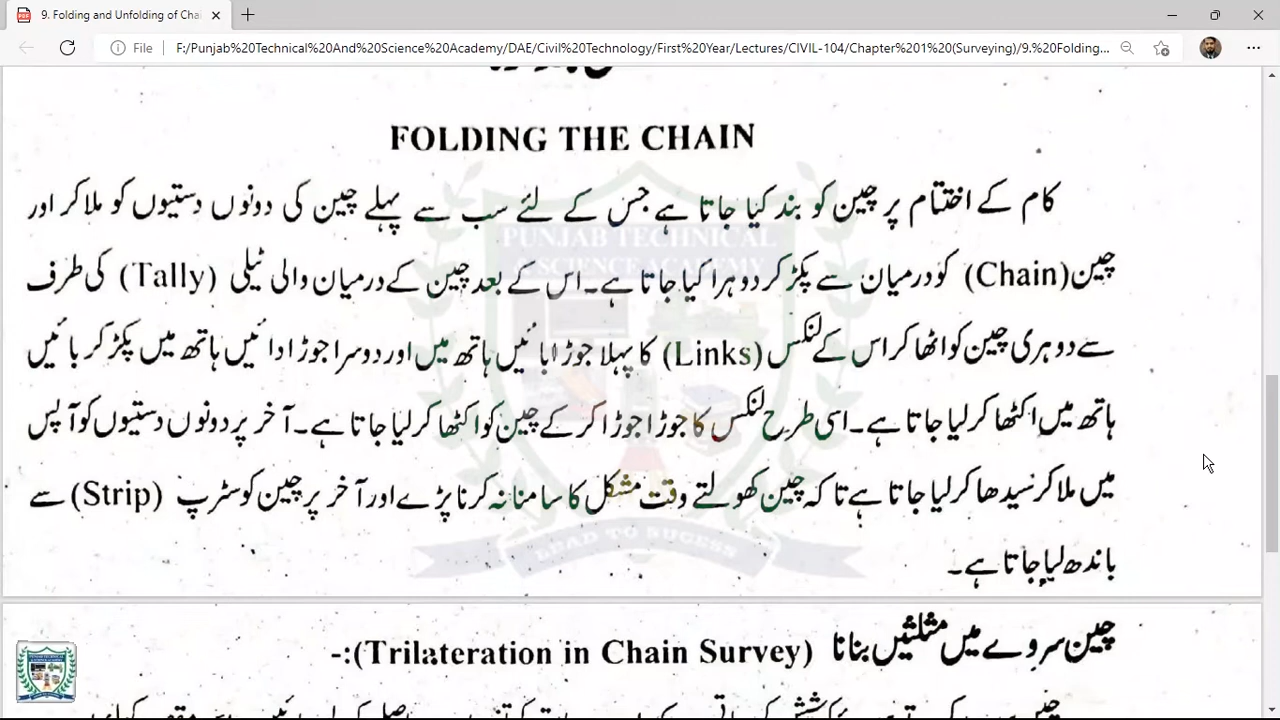 9. Folding and Unfolding of Chai
File
F:/Punjab%20Technical%20And%20Science%20Academy/DAE/Civil%20Technology/First%20Year/Lectures/CIVIL-104/Chapter%201%20(Surveying)/9.%20Folding...
FOLDING THE CHAIN
کام کے اختتام پر چین کو بند کیا جاتا ہے جس کے لئے سب سے پہلے چین کی دونوں دستیوں کو ملا کر اور
چین (Chain) کو درمیان سے پکڑ کر دوہرا کیا جاتا ہے۔ اس کے بعد چین کے درمیان والی ٹیلی (Tally) کی طرف
سے دوہری چین کو اٹھا کر اس کے لنکس (Links) کا پہلا جوڑا بائیں ہاتھ میں اور دوسرا جوڑا دائیں ہاتھ میں پکڑ کر بائیں
ہاتھ میں اکٹھا کر لیا جاتا ہے۔ اسی طرح لنکس کا جوڑا جوڑا کر کے چین کو اکٹھا کر لیا جاتا ہے۔ آخر پر دونوں دستیوں کو آپس
میں ملا کر سیدھا کر لیا جاتا ہے تا کہ چین کھولتے وقت مشکل کا سامنا نہ کرنا پڑے اور آخر پر چین کو سٹرپ (Strip) سے
باندھ لیا جاتا ہے۔
PUNJAB TECHNICAL
& SCIENCE ACADEMY
LEAD TO SUCESS
چین سروے میں مثلثیں بنانا (Trilateration in Chain Survey):-